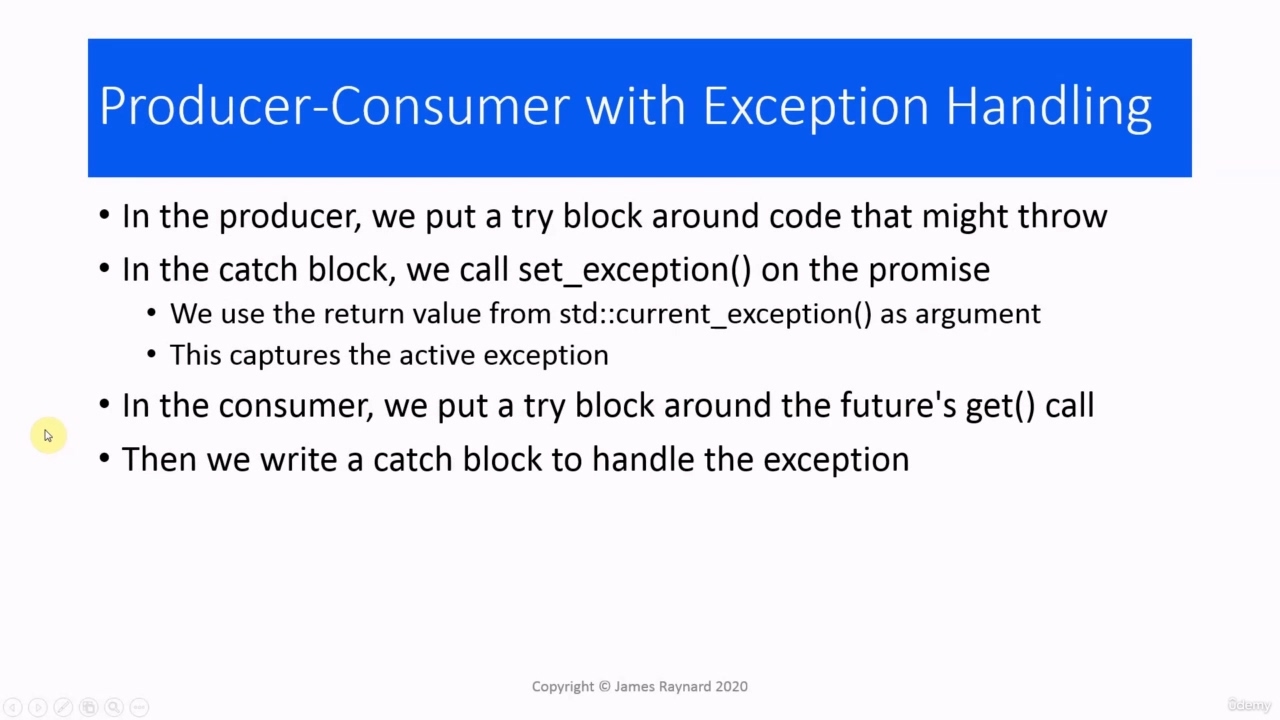 Producer-Consumer with Exception Handling
• In the producer, we put a try block around code that might throw
• In the catch block, we call set_exception() on the promise
• We use the return value from std::current_exception() as argument
• This captures the active exception
• In the consumer, we put a try block around the future's get() call
• Then we write a catch block to handle the exception
Copyright © James Raynard 2020
ûdemy